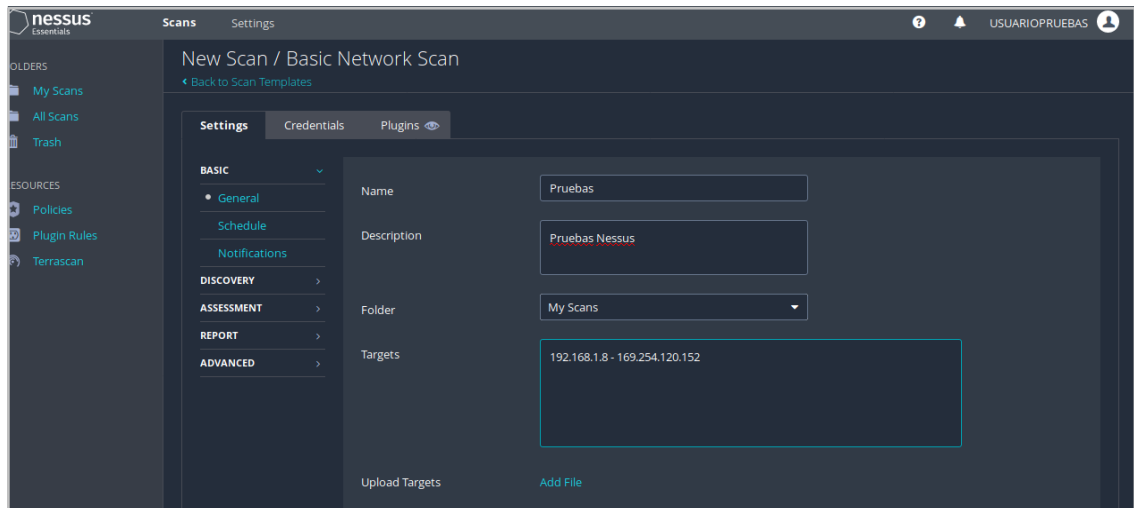 nessus
Essentials
Scans
Settings
USUARIOPRUEBAS
OLDERS
My Scans
All Scans
Trash
ESOURCES
Policies
Plugin Rules
Terrascan
New Scan / Basic Network Scan
Back to Scan Templates
Settings
Credentials
Plugins
BASIC
General
Schedule
Notifications
DISCOVERY
ASSESSMENT
REPORT
ADVANCED
Name
Pruebas
Description
Pruebas Nessus
Folder
My Scans
Targets
192.168.1.8 - 169.254.120.152
Upload Targets
Add File